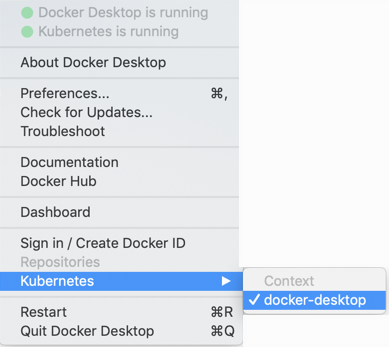 Docker Desktop is running
Kubernetes is running
About Docker Desktop
Preferences... ⌘,
Check for Updates...
Troubleshoot
Documentation
Docker Hub
Dashboard
Sign in / Create Docker ID
Repositories
Kubernetes ▶
Context
✓ docker-desktop
Restart ⌘R
Quit Docker Desktop ⌘Q